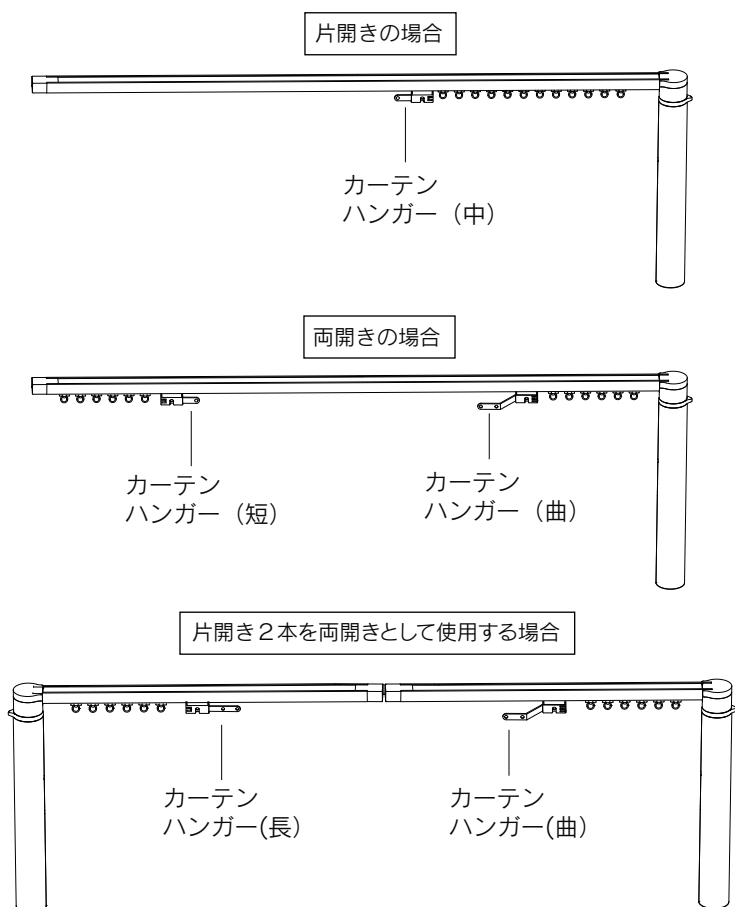 片開きの場合
カーテン
ハンガー（中）
両開きの場合
カーテン
ハンガー（短）
カーテン
ハンガー（曲）
片開き２本を両開きとして使用する場合
カーテン
ハンガー(長)
カーテン
ハンガー(曲)